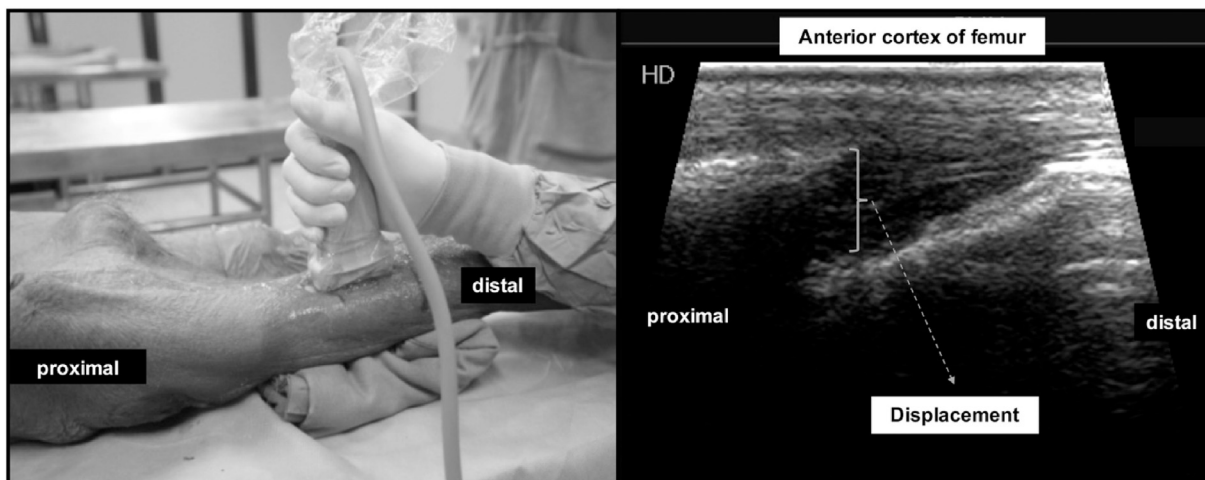 proximal
distal
Anterior cortex of femur
HD
proximal
distal
Displacement